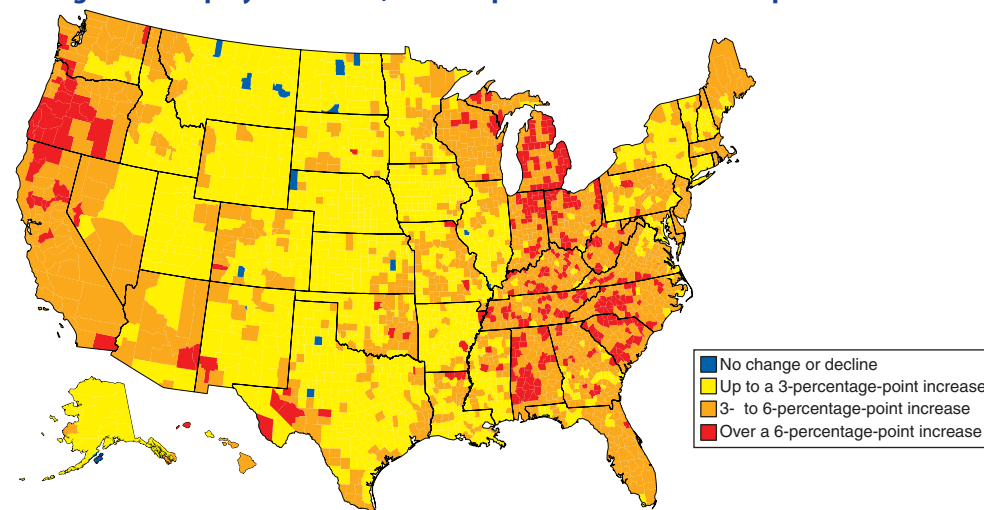 No change or decline
Up to a 3-percentage-point increase
3- to 6-percentage-point increase
Over a 6-percentage-point increase